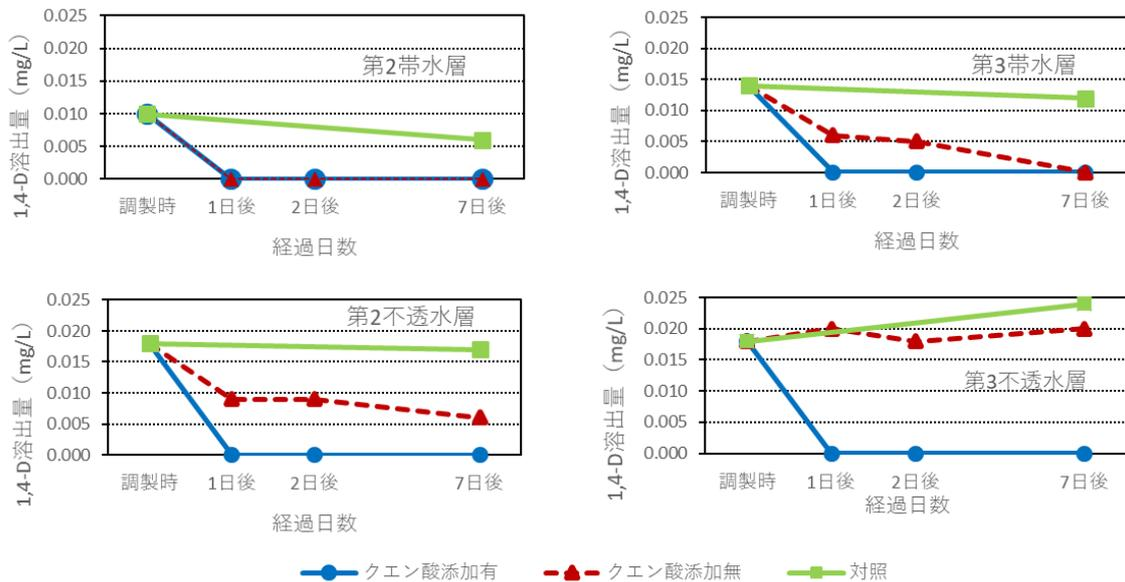 0.025
0.020
0.015
0.010
0.005
0.000
1,4-D溶出量（mg/L）
第2帯水層
調製時 1日後 2日後 7日後
経過日数
0.025
0.020
0.015
0.010
0.005
0.000
1,4-D溶出量（mg/L）
第3帯水層
調製時 1日後 2日後 7日後
経過日数
0.025
0.020
0.015
0.010
0.005
0.000
1,4-D溶出量（mg/L）
第2不透水層
調製時 1日後 2日後 7日後
経過日数
0.025
0.020
0.015
0.010
0.005
0.000
1,4-D溶出量（mg/L）
第3不透水層
調製時 1日後 2日後 7日後
経過日数
クエン酸添加有 クエン酸添加無 対照